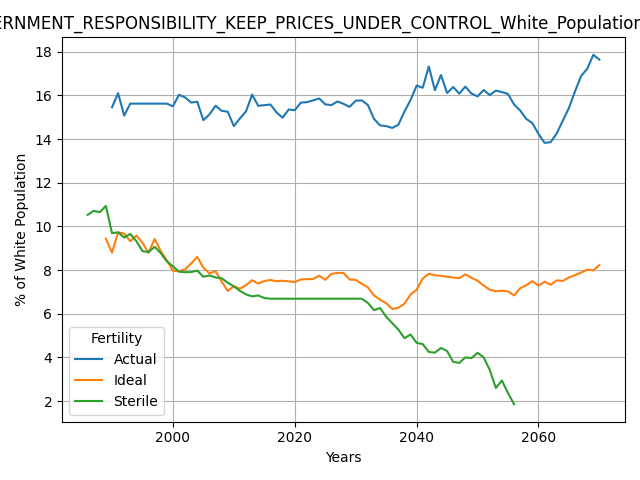 ERNMENT_RESPONSIBILITY_KEEP_PRICES_UNDER_CONTROL_White_Population
18
16
14
12
10
8
6
4
2
% of White Population
Fertility
Actual
Ideal
Sterile
2000 2020 2040 2060
Years